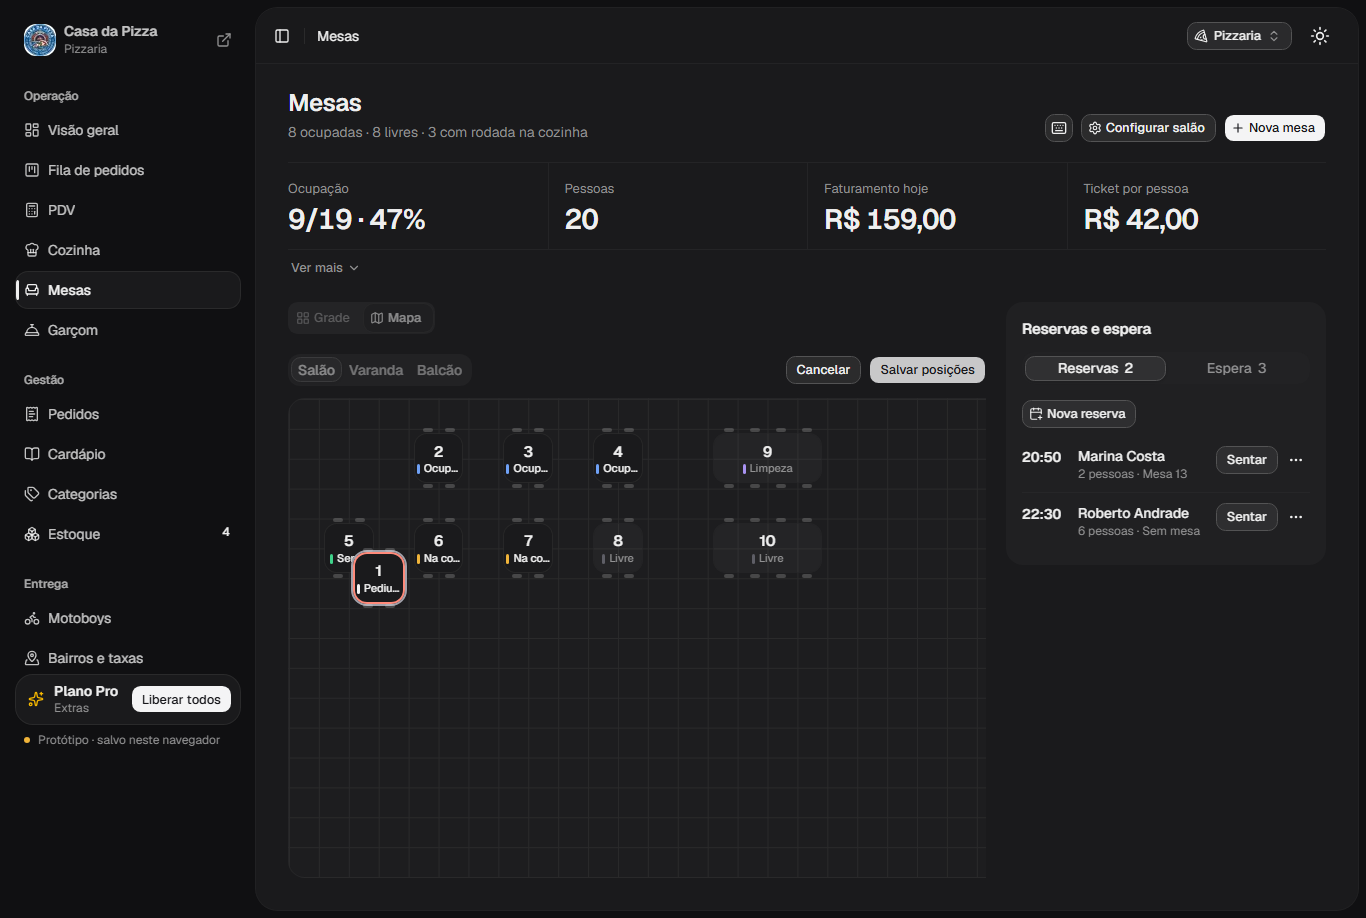 Casa da Pizza
Pizzaria
Operação
Visão geral
Fila de pedidos
PDV
Cozinha
Mesas
Garçom
Gestão
Pedidos
Cardápio
Categorias
Estoque 4
Entrega
Motoboys
Bairros e taxas
Plano Pro
Extras
Liberar todos
Protótipo · salvo neste navegador
Mesas
Pizzaria
Mesas
8 ocupadas · 8 livres · 3 com rodada na cozinha
Configurar salão
Nova mesa
Ocupação
9/19 · 47%
Pessoas
20
Faturamento hoje
R$ 159,00
Ticket por pessoa
R$ 42,00
Ver mais
Grade Mapa
Salão Varanda Balcão
Cancelar Salvar posições
2
Ocup...
3
Ocup...
4
Ocup...
9
Limpeza
5
Ser
6
Na co...
7
Na co...
8
Livre
10
Livre
1
Pediu...
Reservas e espera
Reservas 2 Espera 3
Nova reserva
20:50 Marina Costa
2 pessoas · Mesa 13
Sentar
22:30 Roberto Andrade
6 pessoas · Sem mesa
Sentar